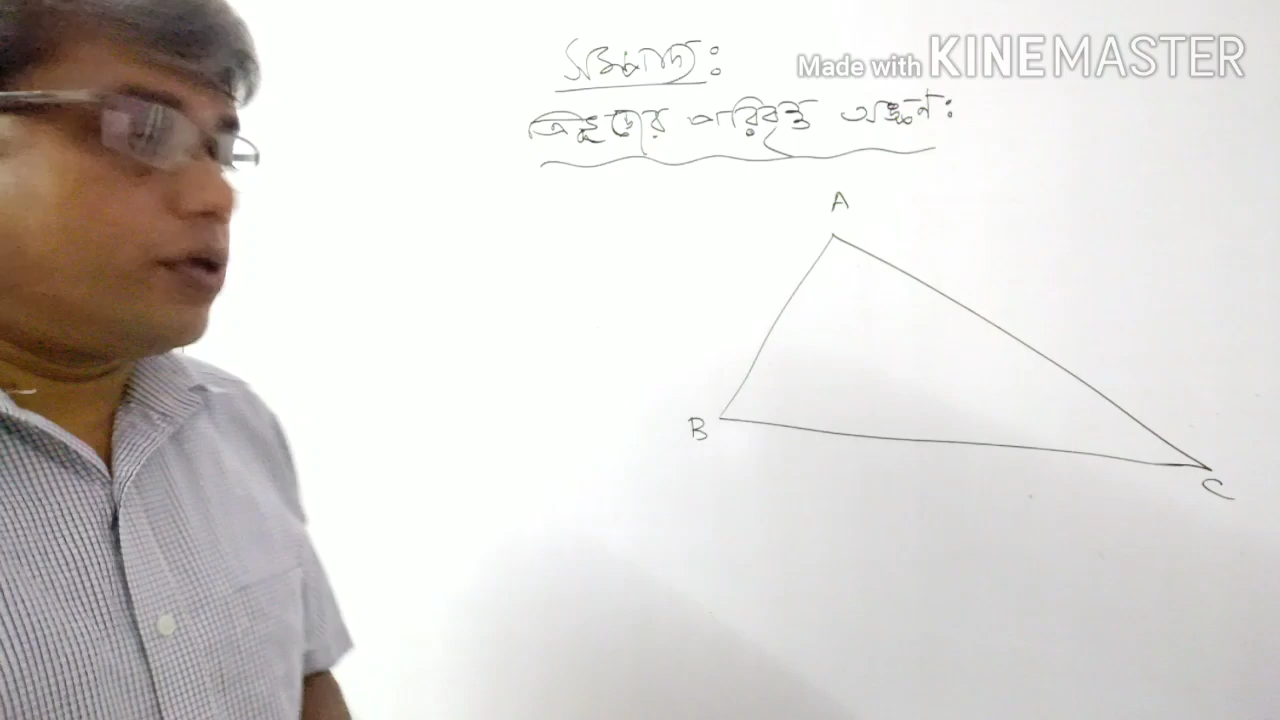 সম্পাদ্য :
Made with KINEMASTER
ত্রিভুজের পরিবৃত্ত অঙ্কন :
A
B
C